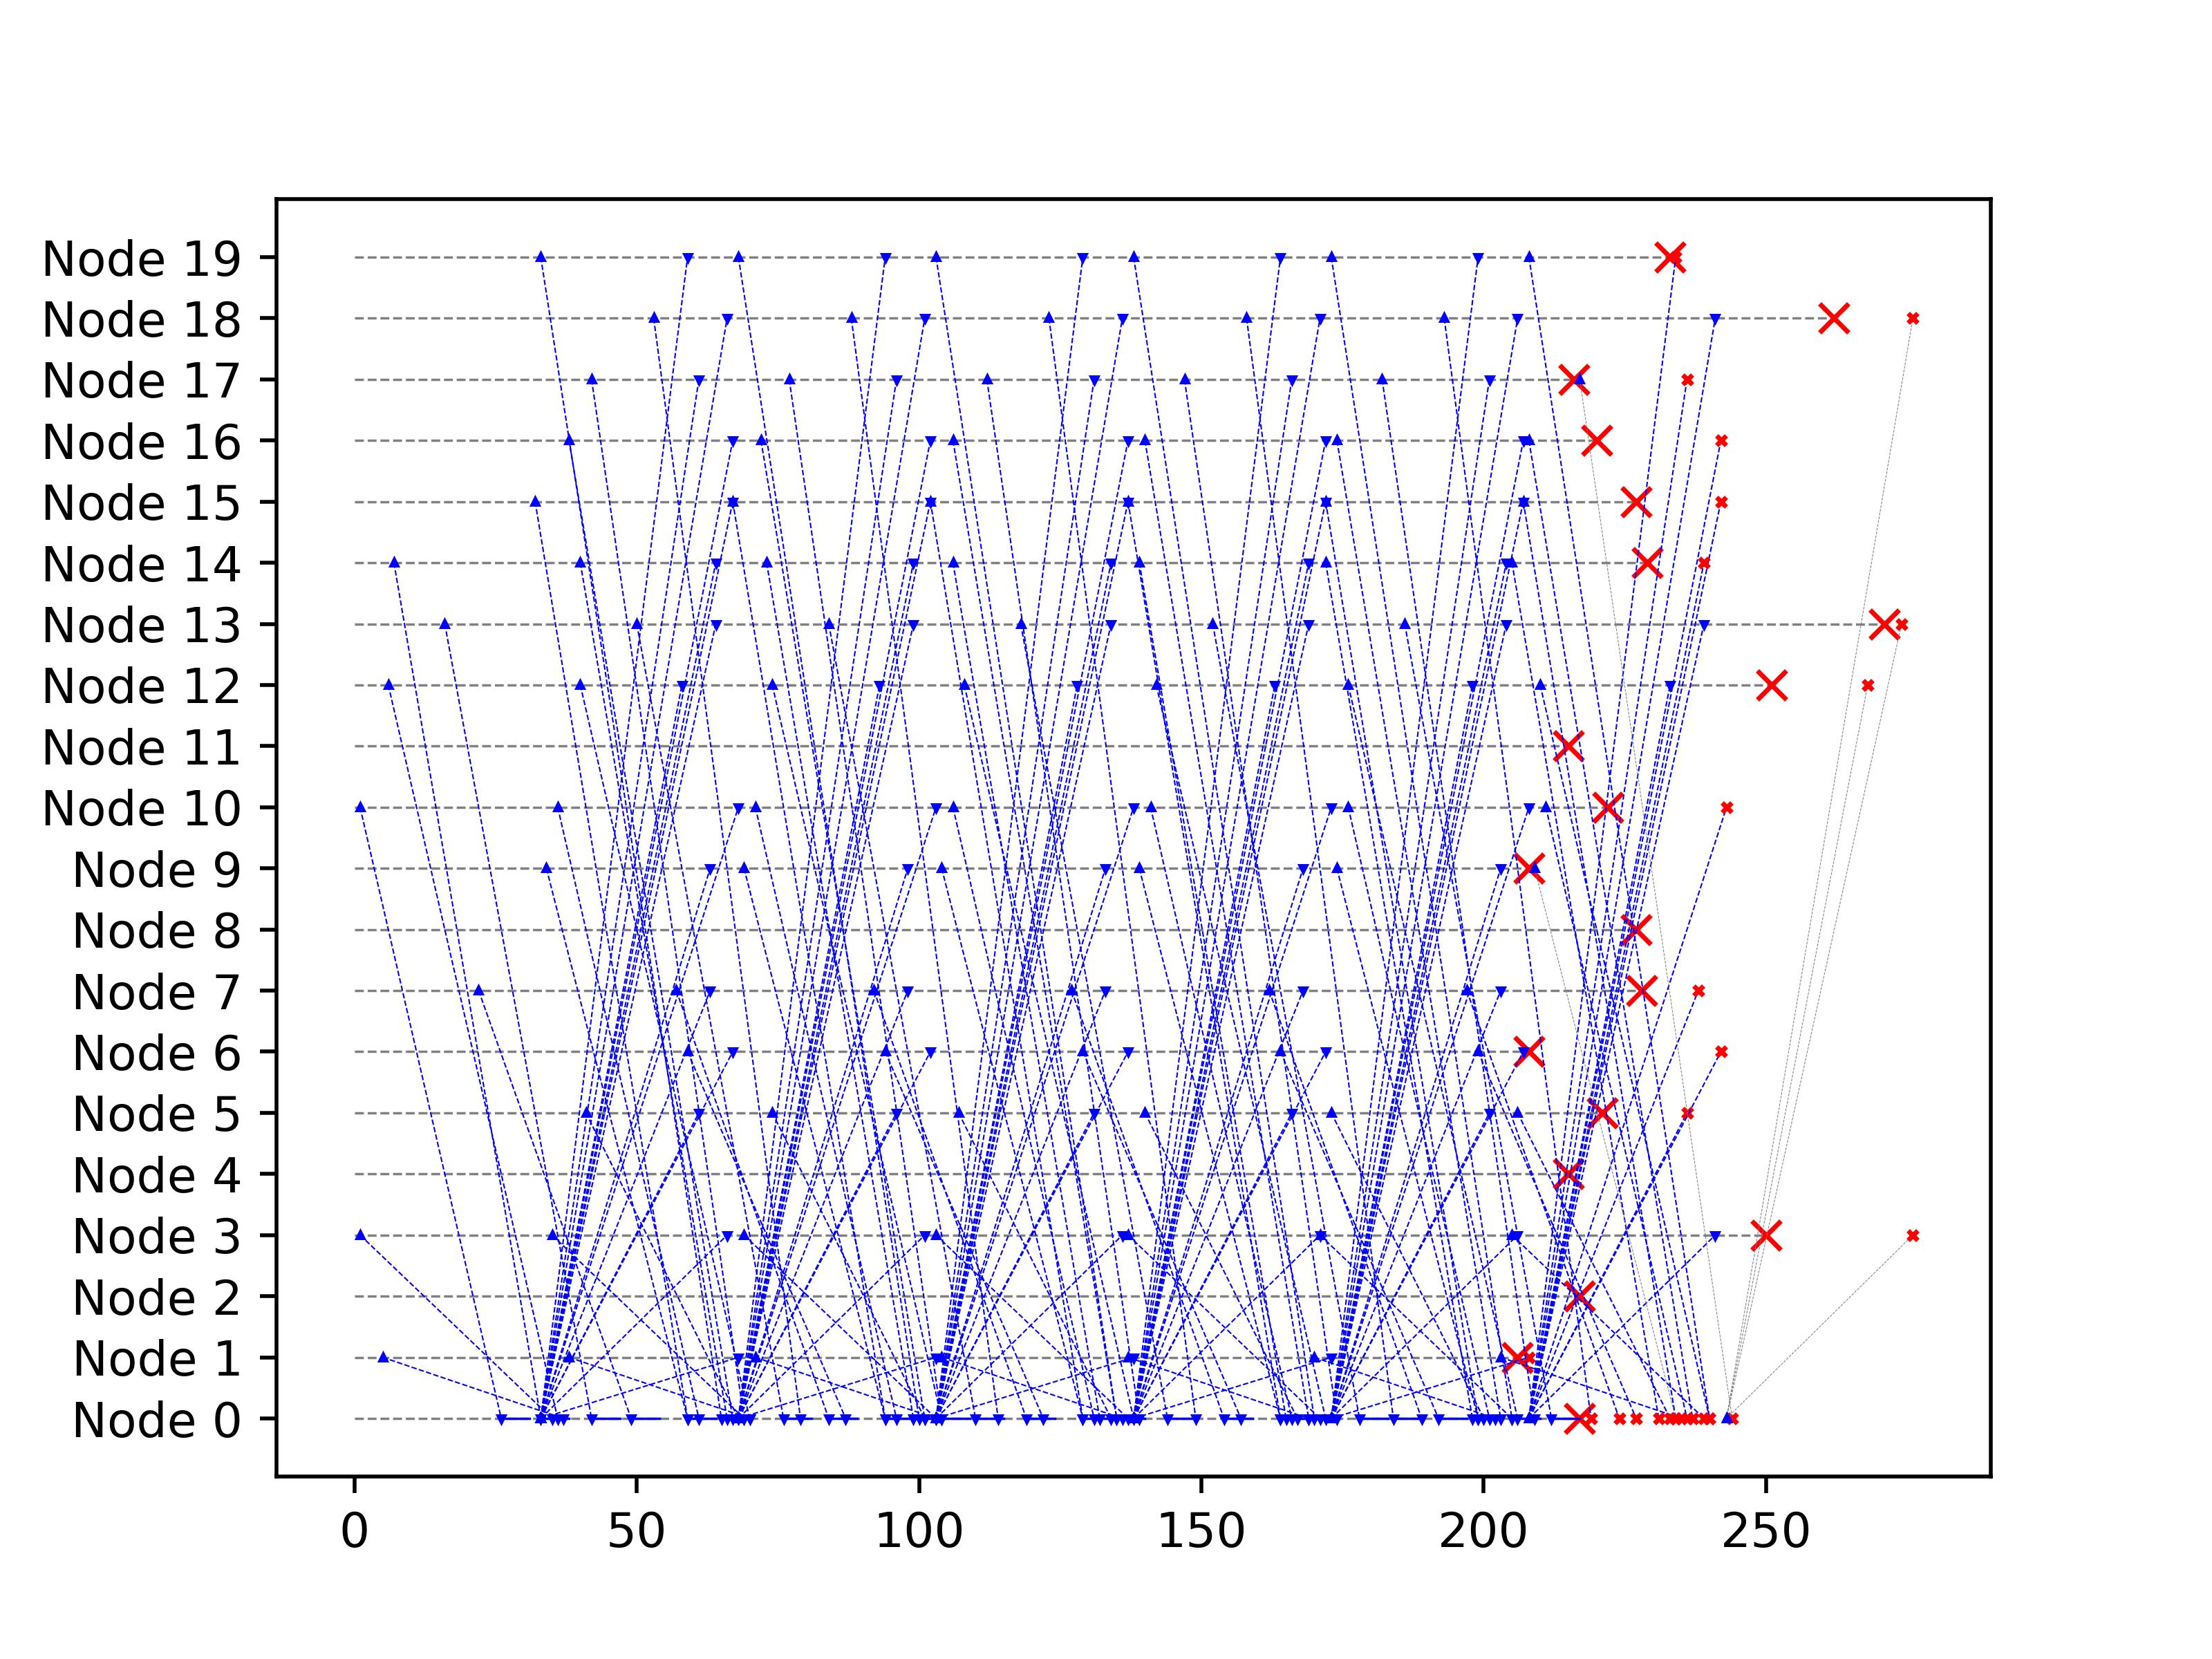 Node 19
Node 18
Node 17
Node 16
Node 15
Node 14
Node 13
Node 12
Node 11
Node 10
Node 9
Node 8
Node 7
Node 6
Node 5
Node 4
Node 3
Node 2
Node 1
Node 0
0 50 100 150 200 250